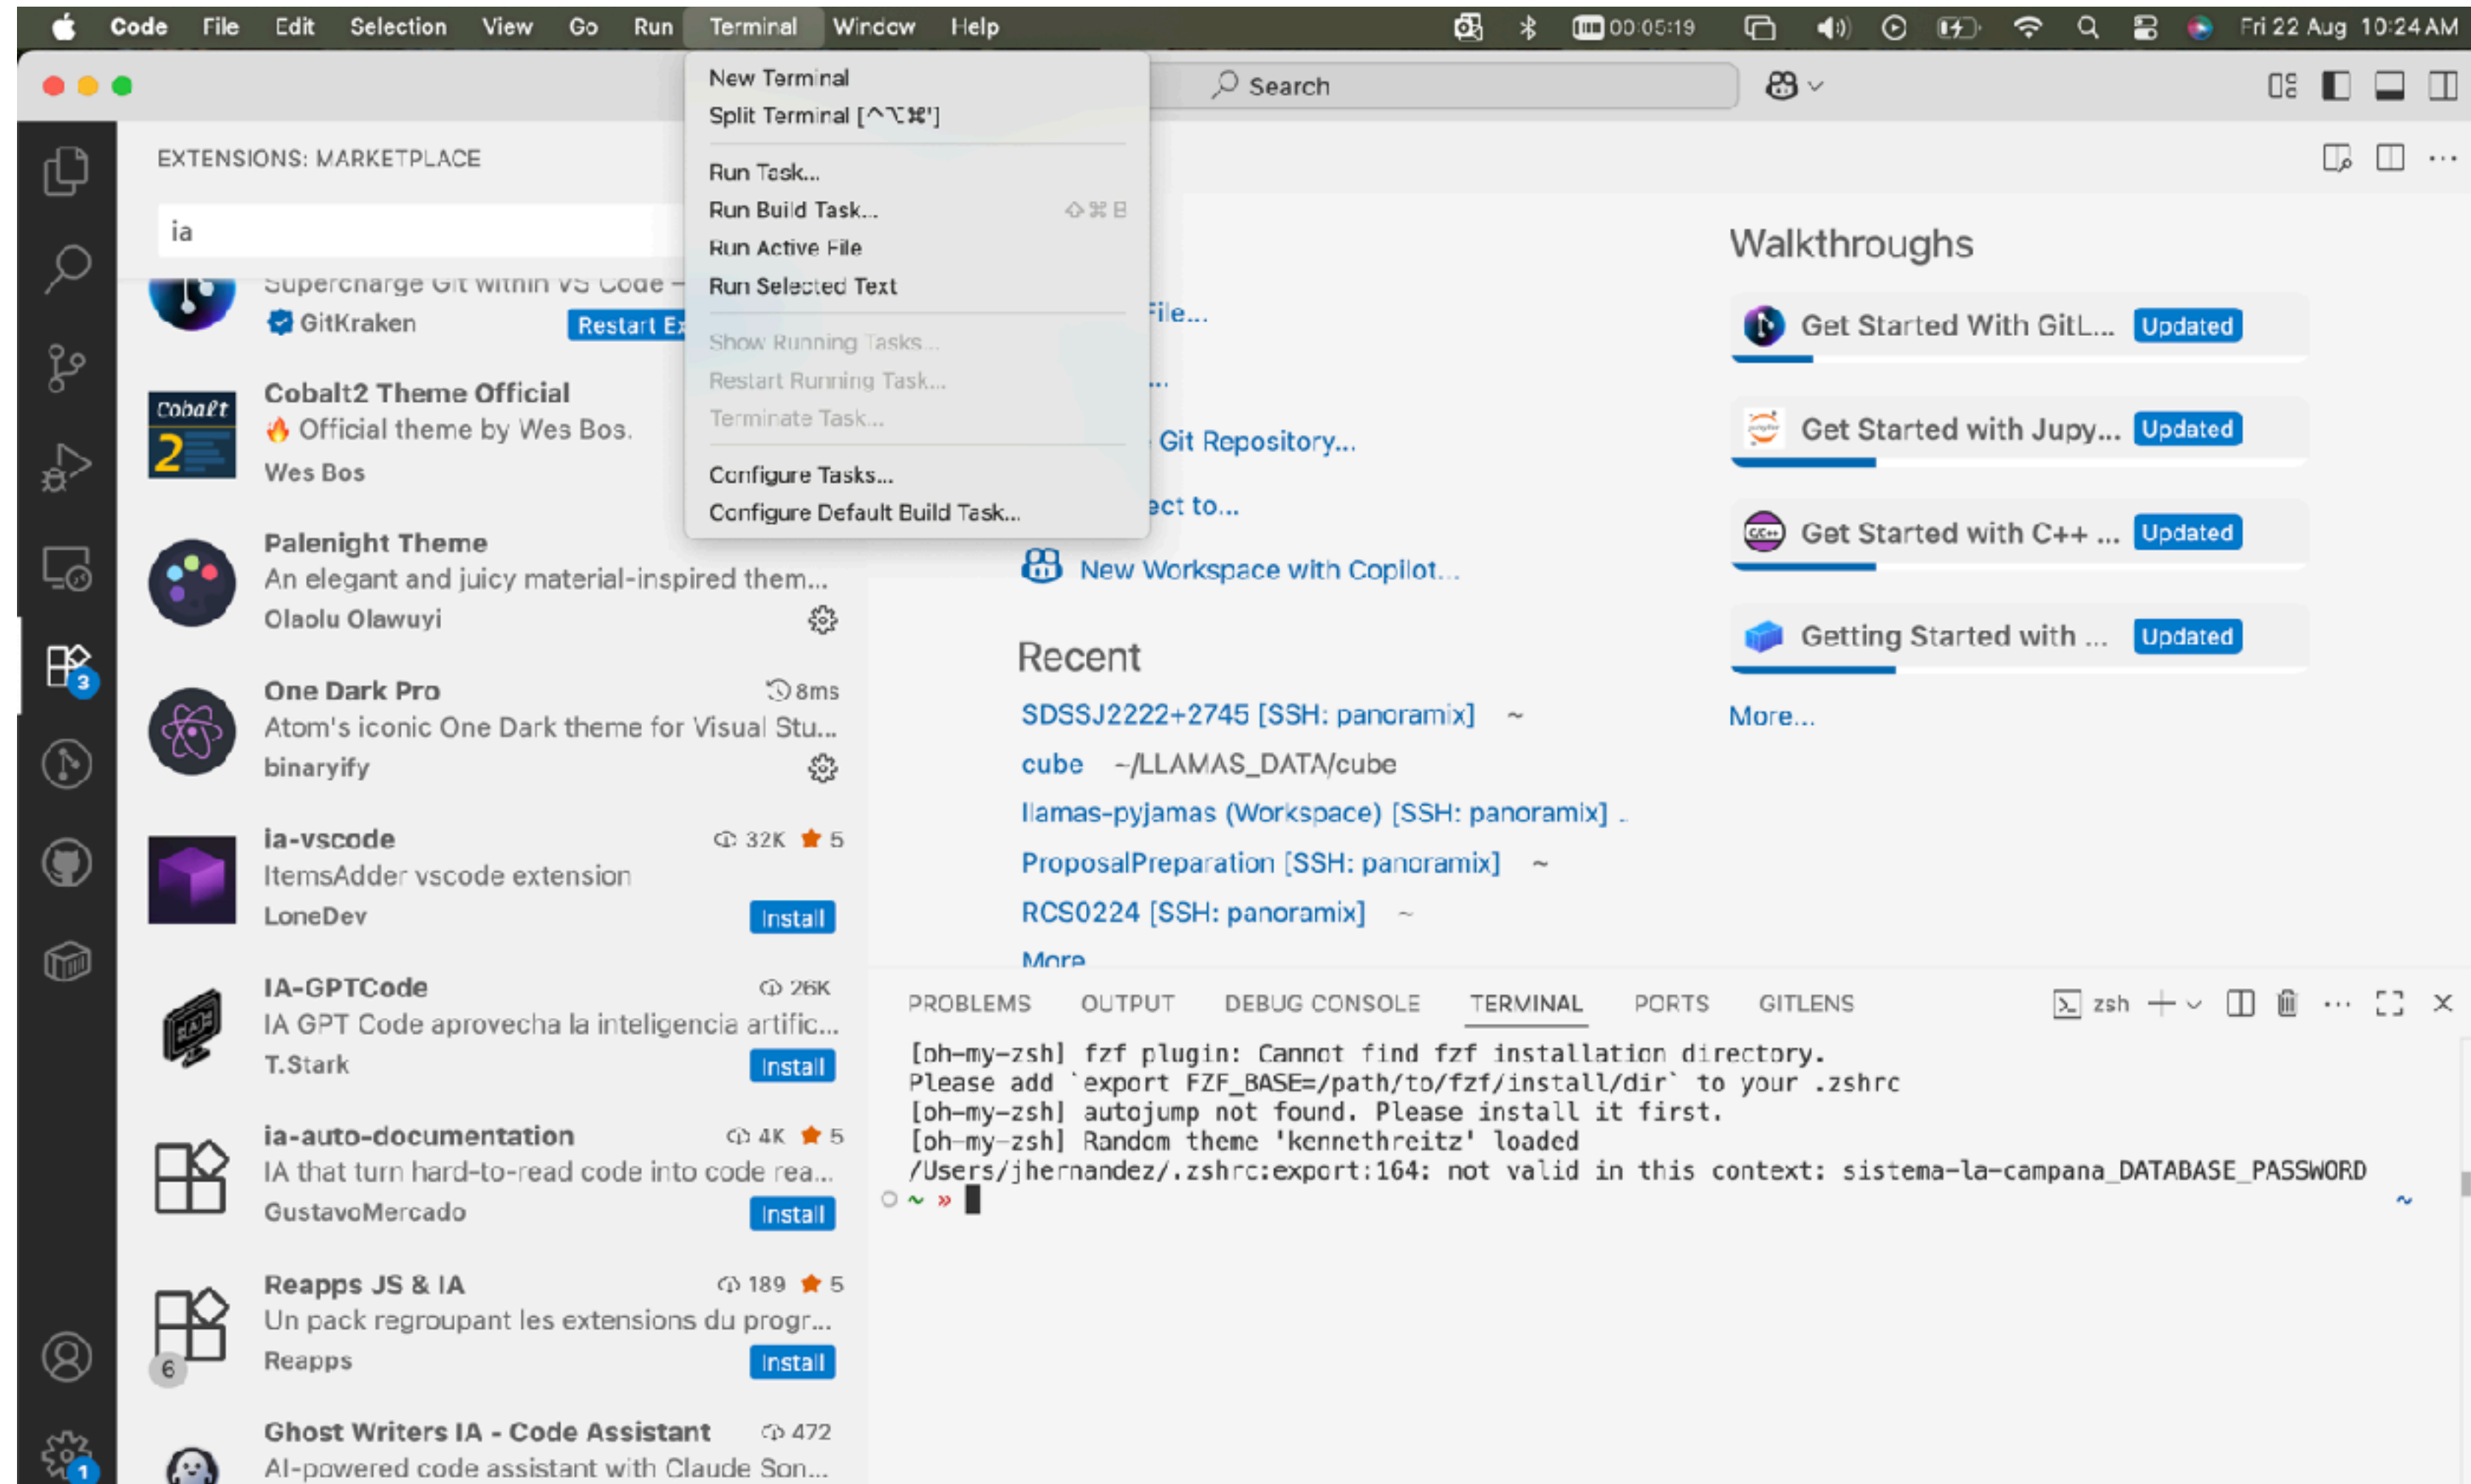 Code File Edit Selection View Go Run Terminal Window Help 00:05:19 Fri 22 Aug 10:24 AM
Search
New Terminal
Split Terminal [^⌥⌘']
Run Task...
Run Build Task... ⇧⌘B
Run Active File
Run Selected Text
Show Running Tasks...
Restart Running Task...
Terminate Task...
Configure Tasks...
Configure Default Build Task...
EXTENSIONS: MARKETPLACE
ia
Supercharge Git within VS Code –
GitKraken Restart Ex
Cobalt
2
Cobalt2 Theme Official
🔥 Official theme by Wes Bos.
Wes Bos
Palenight Theme
An elegant and juicy material-inspired them...
Olaolu Olawuyi
One Dark Pro 8ms
Atom's iconic One Dark theme for Visual Stu...
binaryify
3
ia-vscode 32K ★ 5
ItemsAdder vscode extension
LoneDev Install
IA-GPTCode 26K
IA GPT Code aprovecha la inteligencia artific...
T.Stark Install
ia-auto-documentation 4K ★ 5
IA that turn hard-to-read code into code rea...
GustavoMercado Install
Reapps JS & IA 189 ★ 5
Un pack regroupant les extensions du progr...
6 Reapps Install
Ghost Writers IA - Code Assistant 472
AI-powered code assistant with Claude Son...
1
File...
...
Git Repository...
ect to...
New Workspace with Copilot...
Recent
SDSSJ2222+2745 [SSH: panoramix] ~
cube ~/LLAMAS_DATA/cube
llamas-pyjamas (Workspace) [SSH: panoramix] ..
ProposalPreparation [SSH: panoramix] ~
RCS0224 [SSH: panoramix] ~
More
Walkthroughs
Get Started With GitL... Updated
Get Started with Jupy... Updated
C/C++ Get Started with C++ ... Updated
Getting Started with ... Updated
More...
PROBLEMS OUTPUT DEBUG CONSOLE TERMINAL PORTS GITLENS zsh
[oh-my-zsh] fzf plugin: Cannot find fzf installation directory.
Please add `export FZF_BASE=/path/to/fzf/install/dir` to your .zshrc
[oh-my-zsh] autojump not found. Please install it first.
[oh-my-zsh] Random theme 'kennethreitz' loaded
/Users/jhernandez/.zshrc:export:164: not valid in this context: sistema-la-campana_DATABASE_PASSWORD
~ » ~